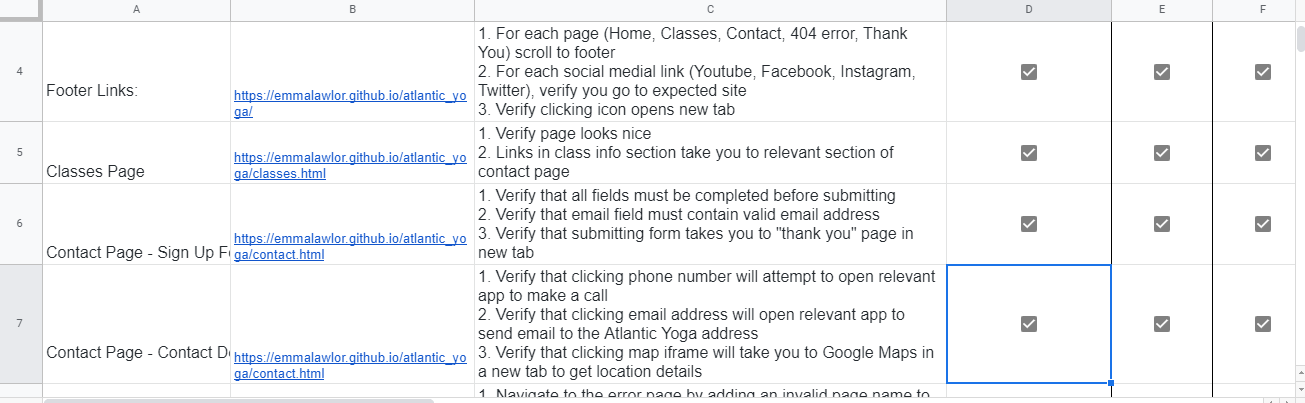 A B C D E F
4
Footer Links:
https://emmalawlor.github.io/atlantic_yo
ga/
1. For each page (Home, Classes, Contact, 404 error, Thank
You) scroll to footer
2. For each social medial link (Youtube, Facebook, Instagram,
Twitter), verify you go to expected site
3. Verify clicking icon opens new tab
5
Classes Page
https://emmalawlor.github.io/atlantic_yo
ga/classes.html
1. Verify page looks nice
2. Links in class info section take you to relevant section of
contact page
6
Contact Page - Sign Up F
https://emmalawlor.github.io/atlantic_yo
ga/contact.html
1. Verify that all fields must be completed before submitting
2. Verify that email field must contain valid email address
3. Verify that submitting form takes you to "thank you" page in
new tab
7
Contact Page - Contact D
https://emmalawlor.github.io/atlantic_yo
ga/contact.html
1. Verify that clicking phone number will attempt to open relevant
app to make a call
2. Verify that clicking email address will open relevant app to
send email to the Atlantic Yoga address
3. Verify that clicking map iframe will take you to Google Maps in
a new tab to get location details
1. Navigate to the error page by adding an invalid page name to